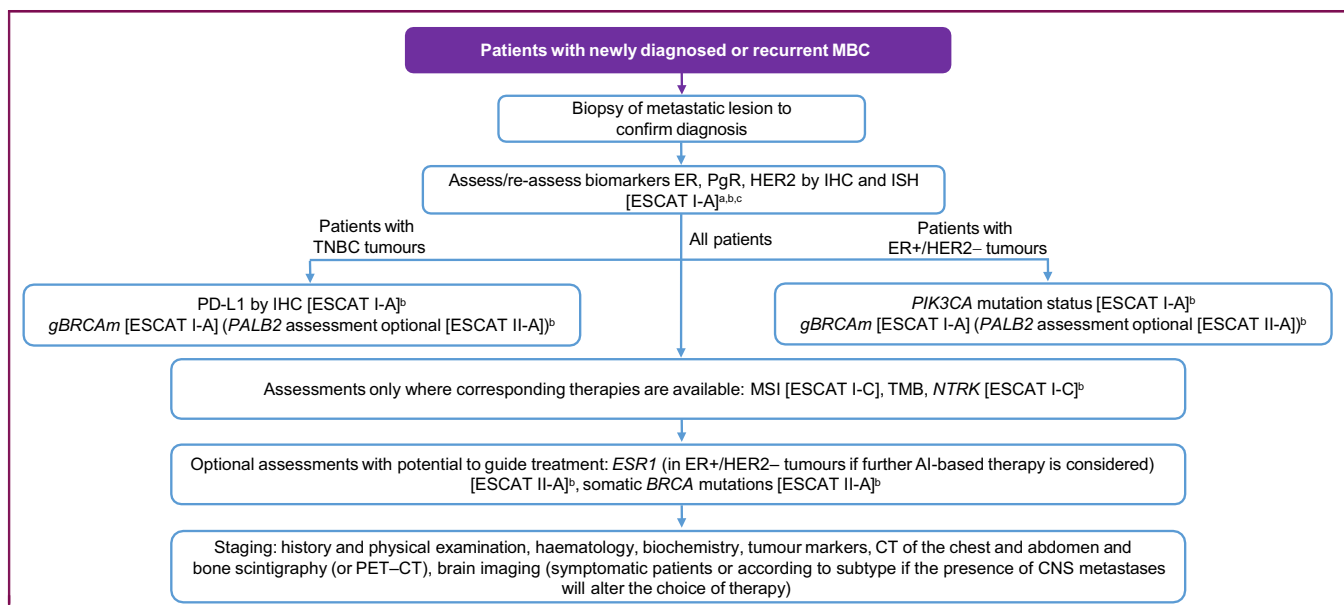 Patients with newly diagnosed or recurrent MBC
Biopsy of metastatic lesion to
confirm diagnosis
Assess/re-assess biomarkers ER, PgR, HER2 by IHC and ISH
[ESCAT I-A]a,b,c
Patients with
TNBC tumours
All patients
Patients with
ER+/HER2– tumours
PD-L1 by IHC [ESCAT I-A]b
gBRCAm [ESCAT I-A] (PALB2 assessment optional [ESCAT II-A])b
PIK3CA mutation status [ESCAT I-A]b
gBRCAm [ESCAT I-A] (PALB2 assessment optional [ESCAT II-A])b
Assessments only where corresponding therapies are available: MSI [ESCAT I-C], TMB, NTRK [ESCAT I-C]b
Optional assessments with potential to guide treatment: ESR1 (in ER+/HER2– tumours if further AI-based therapy is considered)
[ESCAT II-A]b, somatic BRCA mutations [ESCAT II-A]b
Staging: history and physical examination, haematology, biochemistry, tumour markers, CT of the chest and abdomen and
bone scintigraphy (or PET–CT), brain imaging (symptomatic patients or according to subtype if the presence of CNS metastases
will alter the choice of therapy)